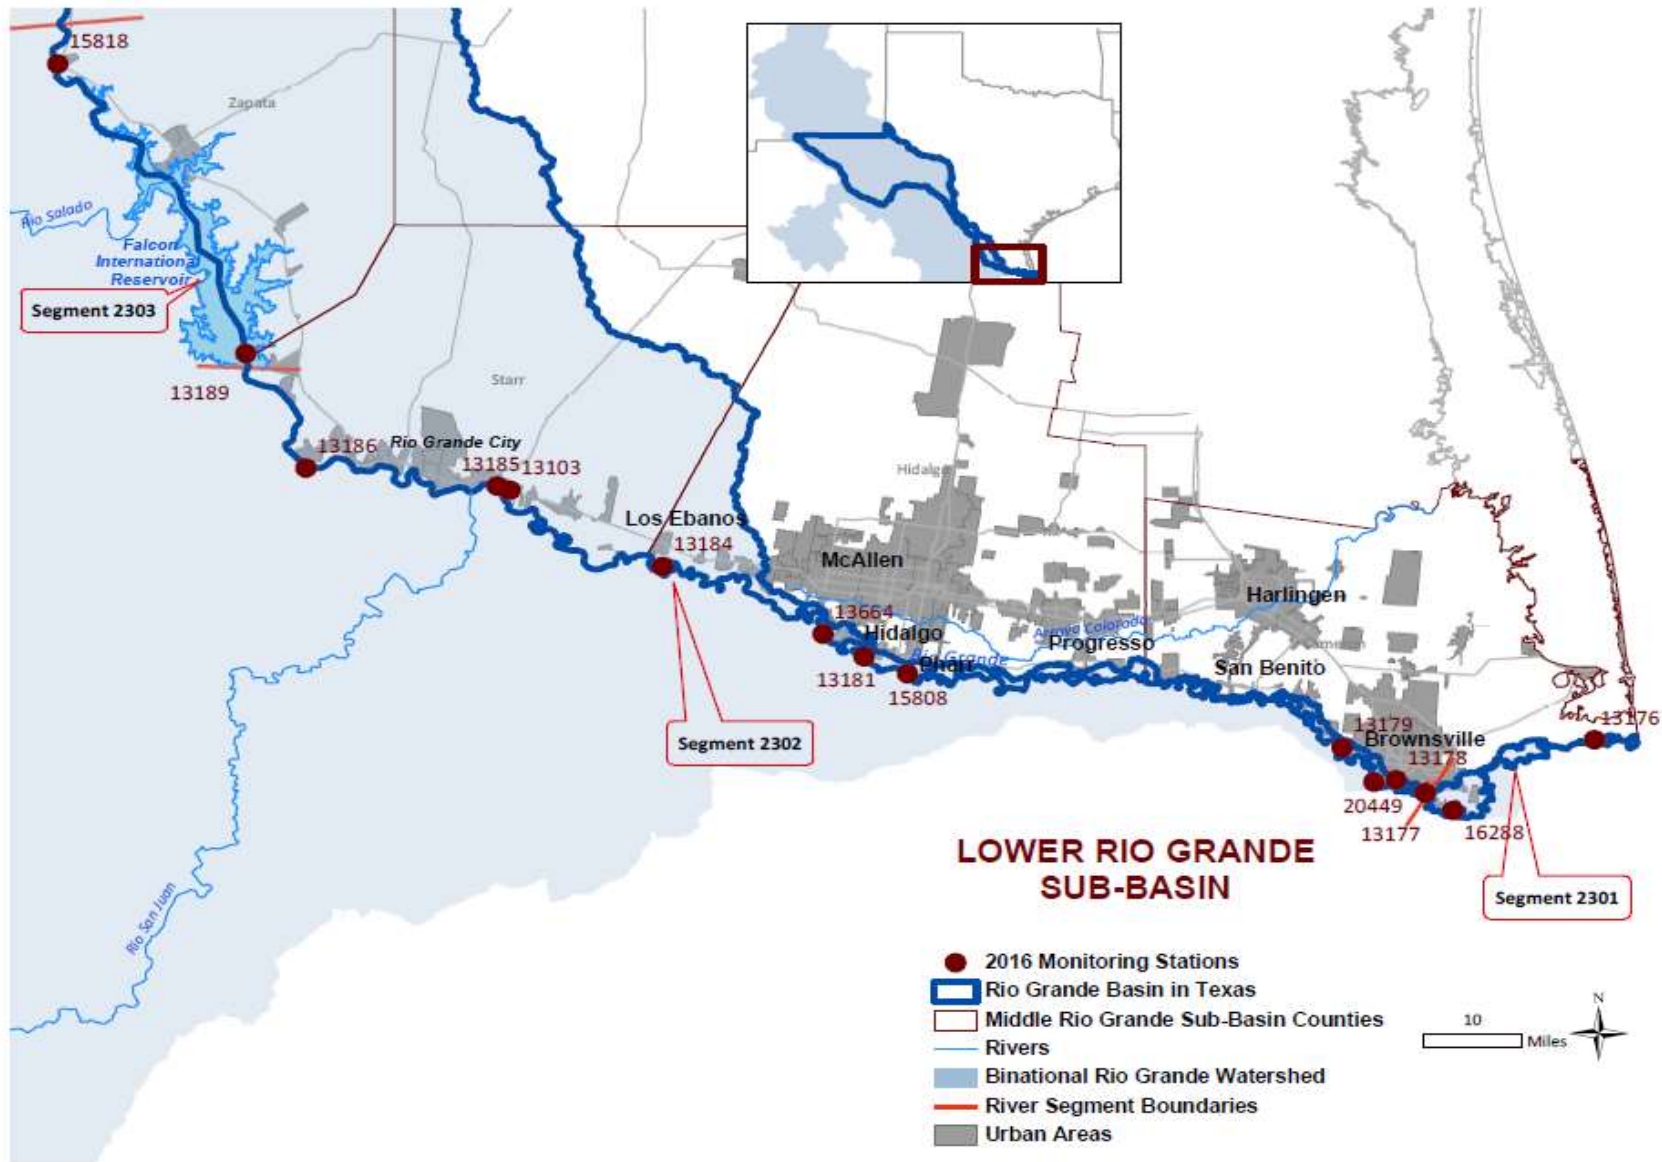 15818
Zapata
Rio Salado
Falcon
International
Reservoir
Segment 2303
13189
Starr
13186
Rio Grande City
13185
13103
Los Ebanos
13184
Segment 2302
Hidalgo
McAllen
13664
Hidalgo
Rio Grande
Pharr
13181
15808
Arroyo Colorado
Progresso
Harlingen
Cameron
San Benito
13179
Brownsville
13178
13176
20449
13177
16288
Segment 2301
Rio San Juan
LOWER RIO GRANDE
SUB-BASIN
2016 Monitoring Stations
Rio Grande Basin in Texas
Middle Rio Grande Sub-Basin Counties
Rivers
Binational Rio Grande Watershed
River Segment Boundaries
Urban Areas
10
Miles
N